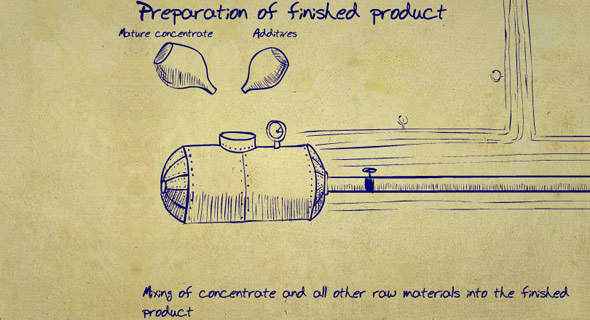 Preparation of finished product
Mature concentrate
Additives
Mixing of concentrate and all other raw materials into the finished
product